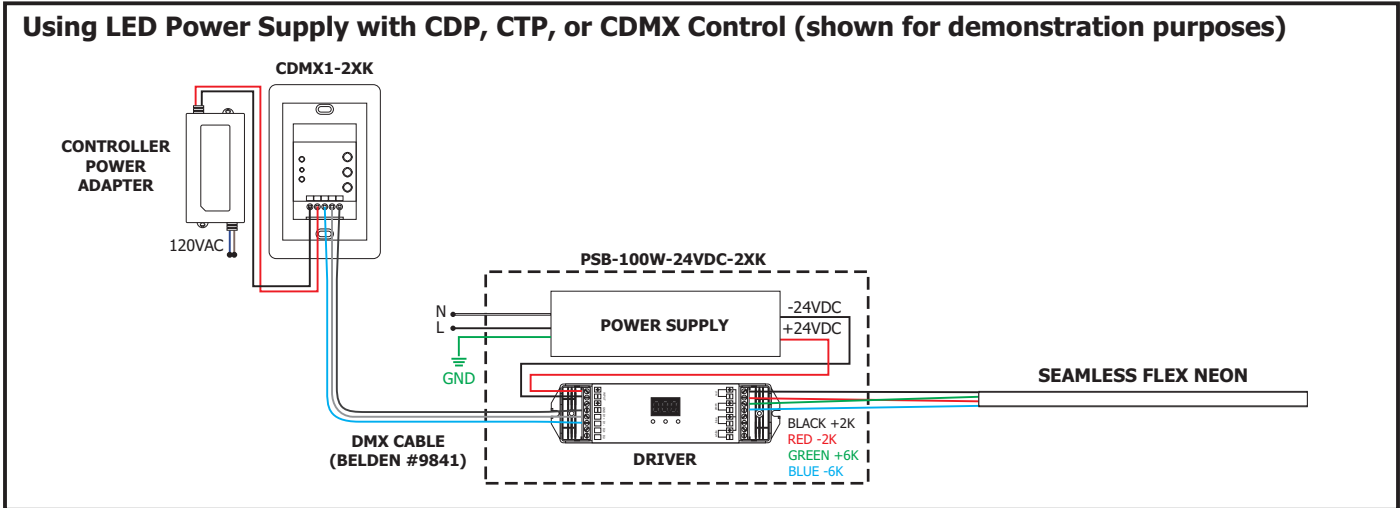 Using LED Power Supply with CDP, CTP, or CDMX Control (shown for demonstration purposes)
CDMX1-2XK
CONTROLLER
POWER
ADAPTER
120VAC
PSB-100W-24VDC-2XK
N
L
GND
POWER SUPPLY
-24VDC
+24VDC
SEAMLESS FLEX NEON
DMX CABLE
(BELDEN #9841)
DRIVER
BLACK +2K
RED -2K
GREEN +6K
BLUE -6K